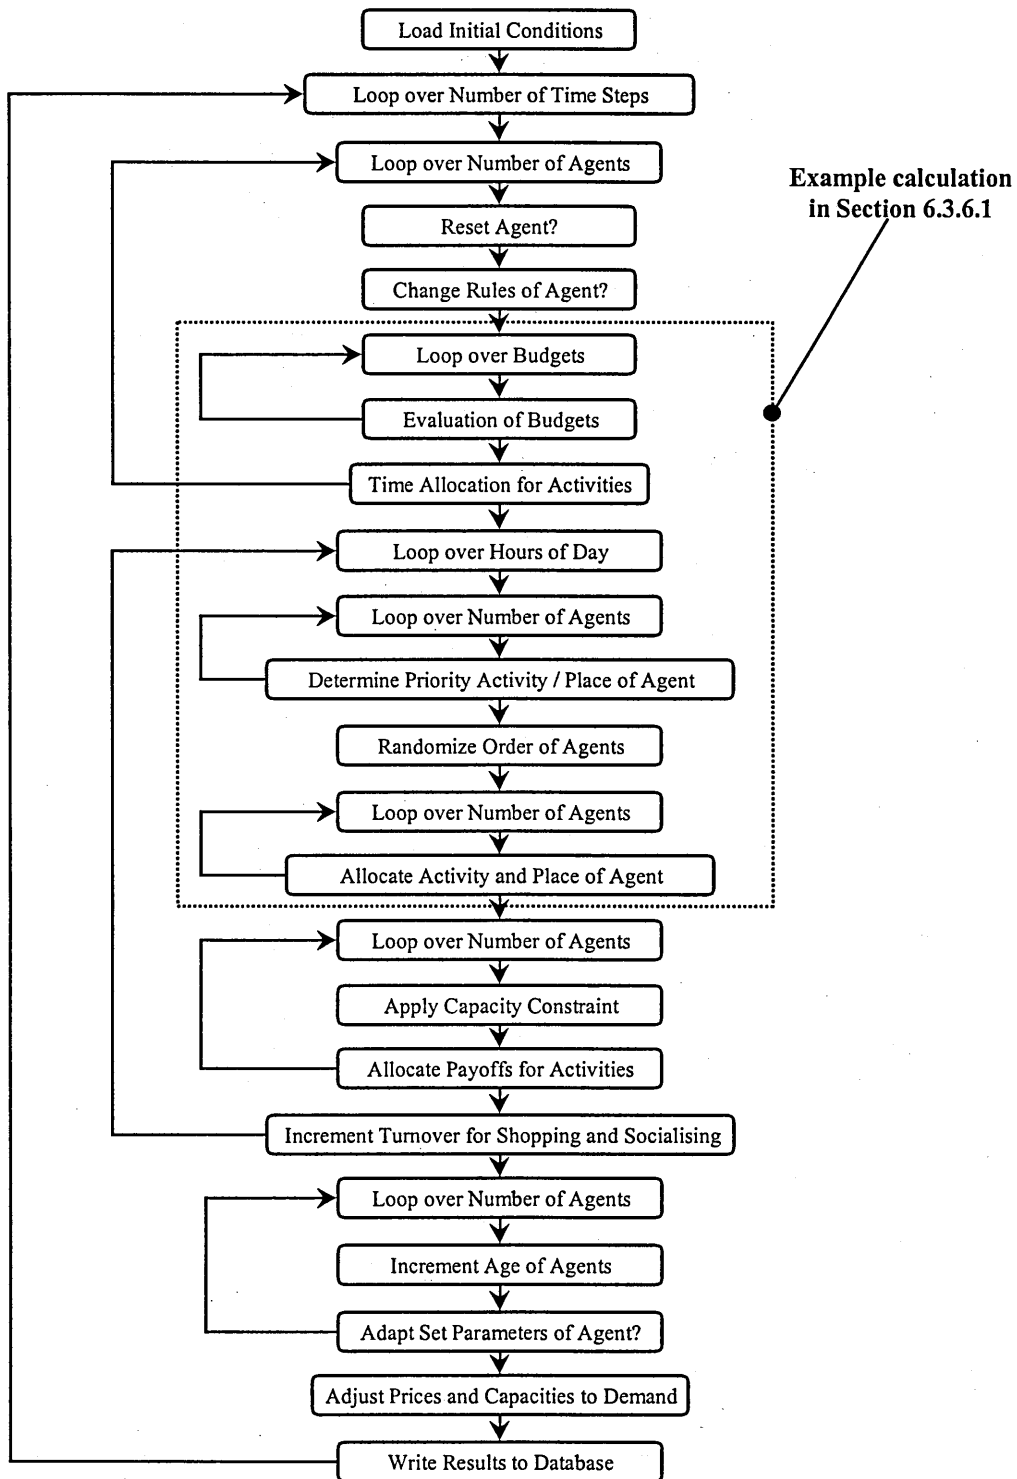 Load Initial Conditions
Loop over Number of Time Steps
Loop over Number of Agents
Example calculation
in Section 6.3.6.1
Reset Agent?
Change Rules of Agent?
Loop over Budgets
Evaluation of Budgets
Time Allocation for Activities
Loop over Hours of Day
Loop over Number of Agents
Determine Priority Activity / Place of Agent
Randomize Order of Agents
Loop over Number of Agents
Allocate Activity and Place of Agent
Loop over Number of Agents
Apply Capacity Constraint
Allocate Payoffs for Activities
Increment Turnover for Shopping and Socialising
Loop over Number of Agents
Increment Age of Agents
Adapt Set Parameters of Agent?
Adjust Prices and Capacities to Demand
Write Results to Database